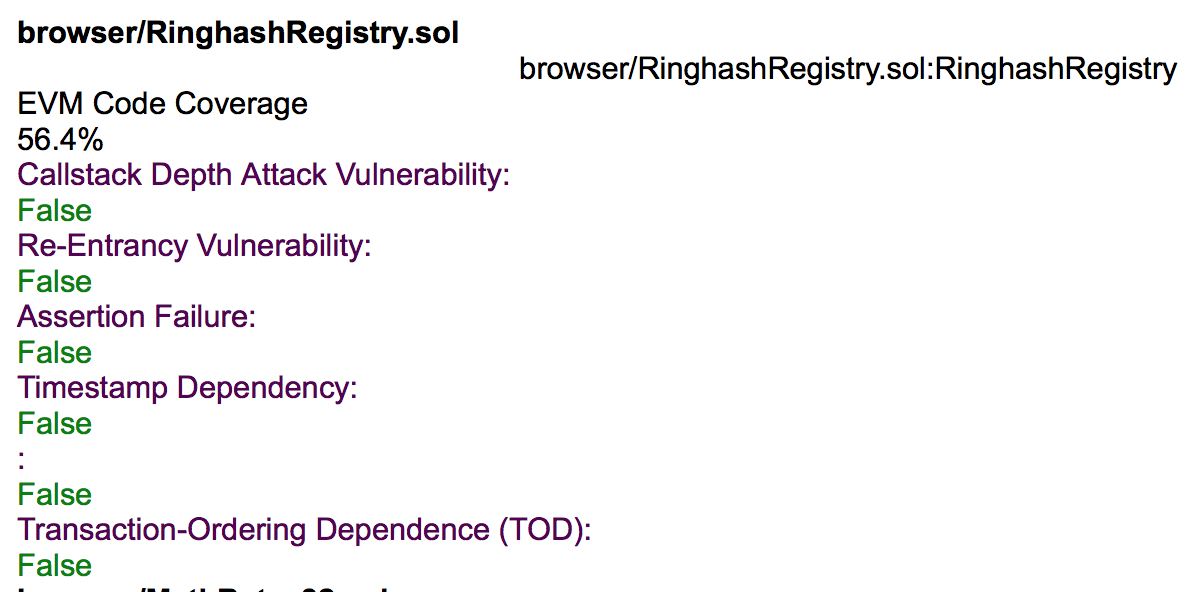 browser/RinghashRegistry.sol
browser/RinghashRegistry.sol:RinghashRegistry
EVM Code Coverage
56.4%
Callstack Depth Attack Vulnerability:
False
Re-Entrancy Vulnerability:
False
Assertion Failure:
False
Timestamp Dependency:
False
:
False
Transaction-Ordering Dependence (TOD):
False